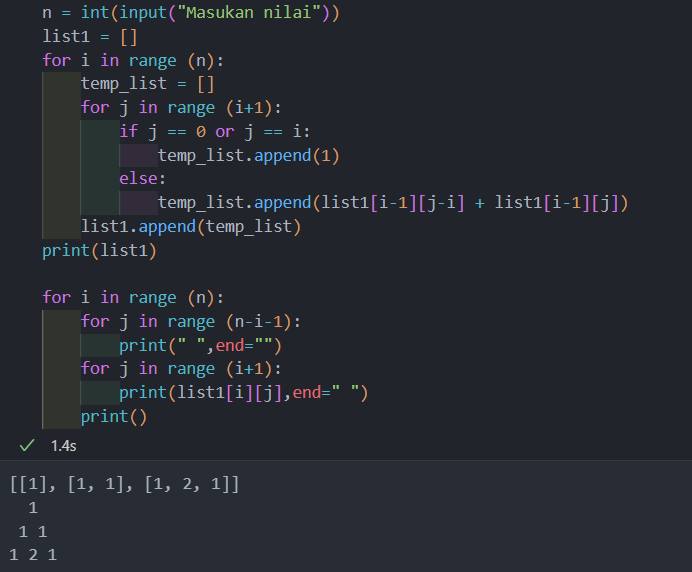 n = int(input("Masukan nilai"))
list1 = []
for i in range (n):
    temp_list = []
    for j in range (i+1):
        if j == 0 or j == i:
            temp_list.append(1)
        else:
            temp_list.append(list1[i-1][j-i] + list1[i-1][j])
    list1.append(temp_list)
print(list1)

for i in range (n):
    for j in range (n-i-1):
        print(" ",end="")
    for j in range (i+1):
        print(list1[i][j],end=" ")
    print()
1.4s
[[1], [1, 1], [1, 2, 1]]
  1
 1 1
1 2 1